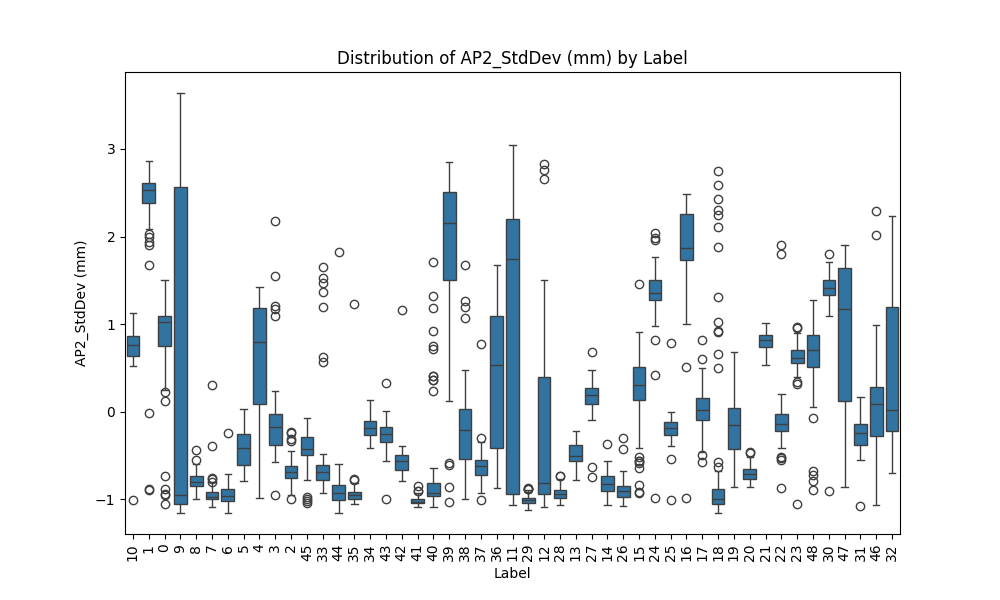 Distribution of AP2_StdDev (mm) by Label
AP2_StdDev (mm)
3
2
1
0
−1
10 1 0 9 8 7 6 5 4 3 2 45 33 44 35 34 43 42 41 40 39 38 37 36 11 29 12 28 13 27 14 26 15 24 25 16 17 18 19 20 21 22 23 48 30 47 31 46 32
Label